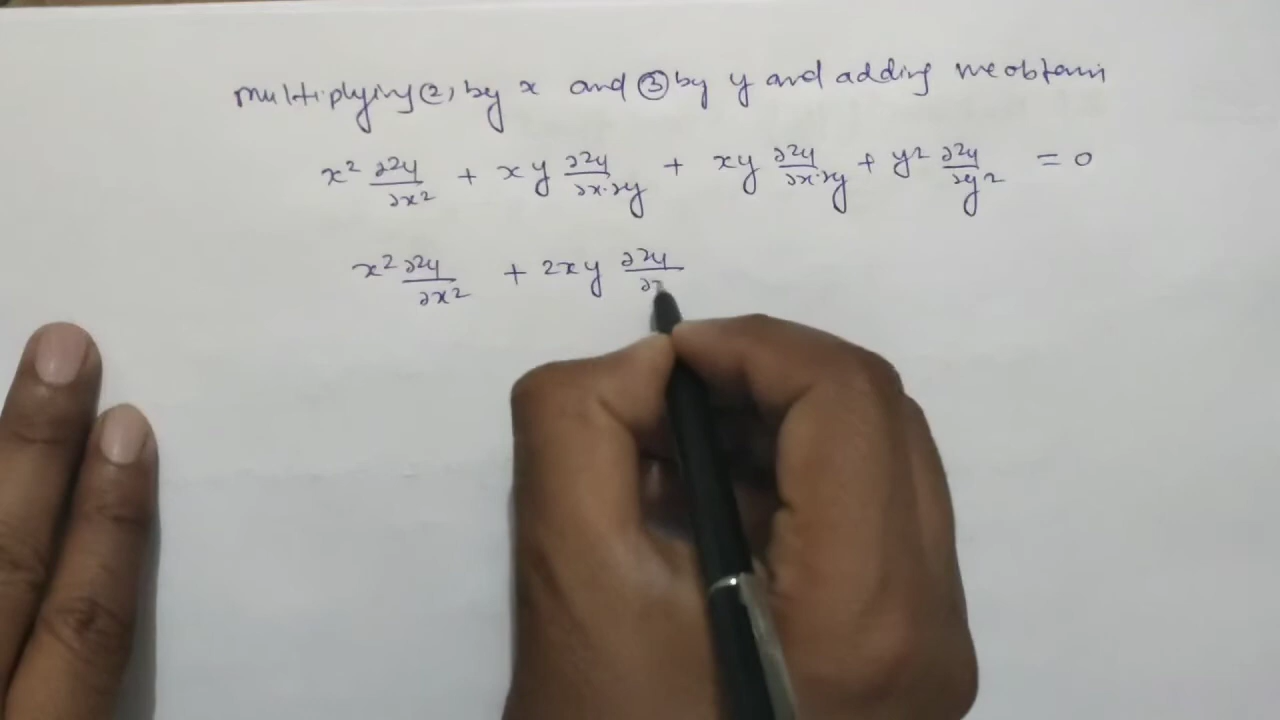 multiplying (2) by x and ③ by y and adding we obtain
x² ∂²u/∂x² + xy ∂²u/∂x·∂y + xy ∂²u/∂x·∂y + y² ∂²u/∂y² = 0
x² ∂²u/∂x² + 2xy ∂²u/∂x